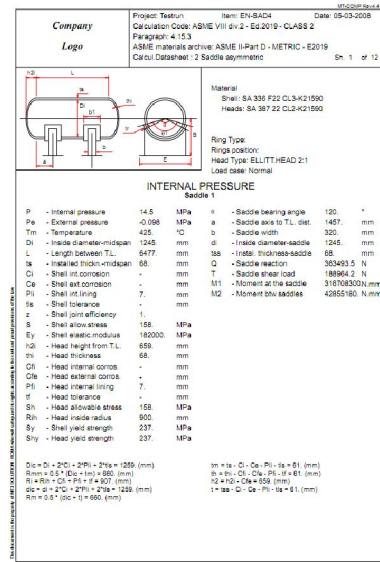 MT-COMP Rev4.4
Company
Logo
Project: Testrun Item: EN-SAD4 Date: 05-03-2008
Calculation Code: ASME VIII div.2 - Ed.2019 - CLASS 2
Paragraph: 4.15.3
ASME materials archive: ASME II-Part D - METRIC - E2019
Calcul.Datasheet : 2 Saddle asymmetric Sh. 1 of 12
h2i L
ts
thi
Di
b1
tr
b
a
B
E
Material
Shell: SA 336 F22 CL3-K21590
Heads: SA 387 22 CL2-K21590
Ring Type:
Rings position:
Head Type: ELLITT.HEAD 2:1
Load case: Normal
INTERNAL PRESSURE
Saddle 1
P - Internal pressure 14.5 MPa
Pe - External pressure -0.098 MPa
Tm - Temperature 425. °C
Di - Inside diameter-midspan 1245. mm
L - Length between T.L. 6477. mm
ts - Installed thickn.-midspan 68. mm
Ci - Shell int.corrosion - mm
Ce - Shell ext.corrosion - mm
Pli - Shell int.lining 7. mm
tls - Shell tolerance - mm
z - Shell joint efficiency 1.
S - Shell allow.stress 158. MPa
Ey - Shell elastic.modulus 182000. MPa
h2i - Head height from T.L. 659. mm
thi - Head thickness 68. mm
Cfi - Head internal corros. - mm
Cfe - Head external corros. - mm
Pfi - Head internal lining 7. mm
tf - Head tolerance - mm
Sh - Head allowable stress 158. MPa
Rih - Head inside radius 900. mm
Sy - Shell yield strength 237. MPa
Shy - Head yield strength 237. MPa
θ - Saddle bearing angle 120. °
a - Saddle axis to T.L. dist. 1457. mm
b - Saddle width 320. mm
di - Inside diameter-saddle 1245. mm
tsa - Instal. thickness-saddle 68. mm
Q - Saddle reaction 363493.5 N
T - Saddle shear load 188964.2 N
M1 - Moment at the saddle 316708300 N.mm
M2 - Moment btw saddles 42855160. N.mm
Dic = Di + 2*Ci + 2*Pli + 2*tls = 1259. (mm)
Rmm = 0.5 * (Dic + tm) = 660. (mm)
Ri = Rih + Cfi + Pfi + tf = 907. (mm)
dic = di + 2*Ci + 2*Pli + 2*tls = 1259. (mm)
Rm = 0.5 * (dic + t) = 660. (mm)
tm = ts - Ci - Ce - Pli - tls = 61. (mm)
th = thi - Cfi - Cfe - Pfi - tf = 61. (mm)
h2 = h2i - Cfe = 659. (mm)
t = tsa - Ci - Ce - Pli - tls = 61. (mm)